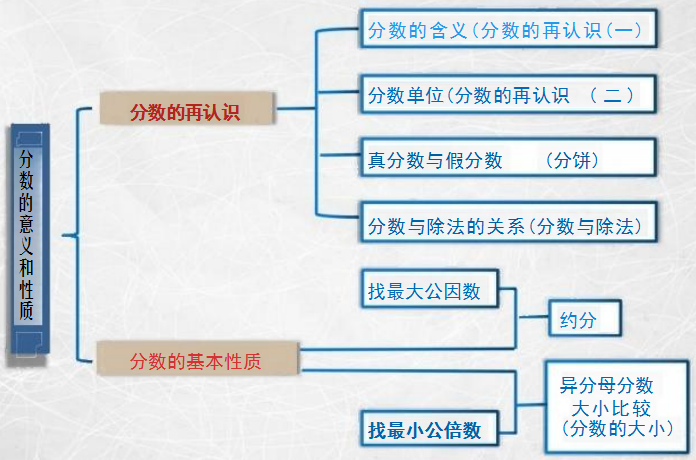 分数的意义和性质
分数的再认识
分数的含义(分数的再认识(一)
分数单位(分数的再认识 （二）
真分数与假分数 (分饼)
分数与除法的关系(分数与除法)
分数的基本性质
找最大公因数
约分
找最小公倍数
异分母分数
大小比较
(分数的大小)